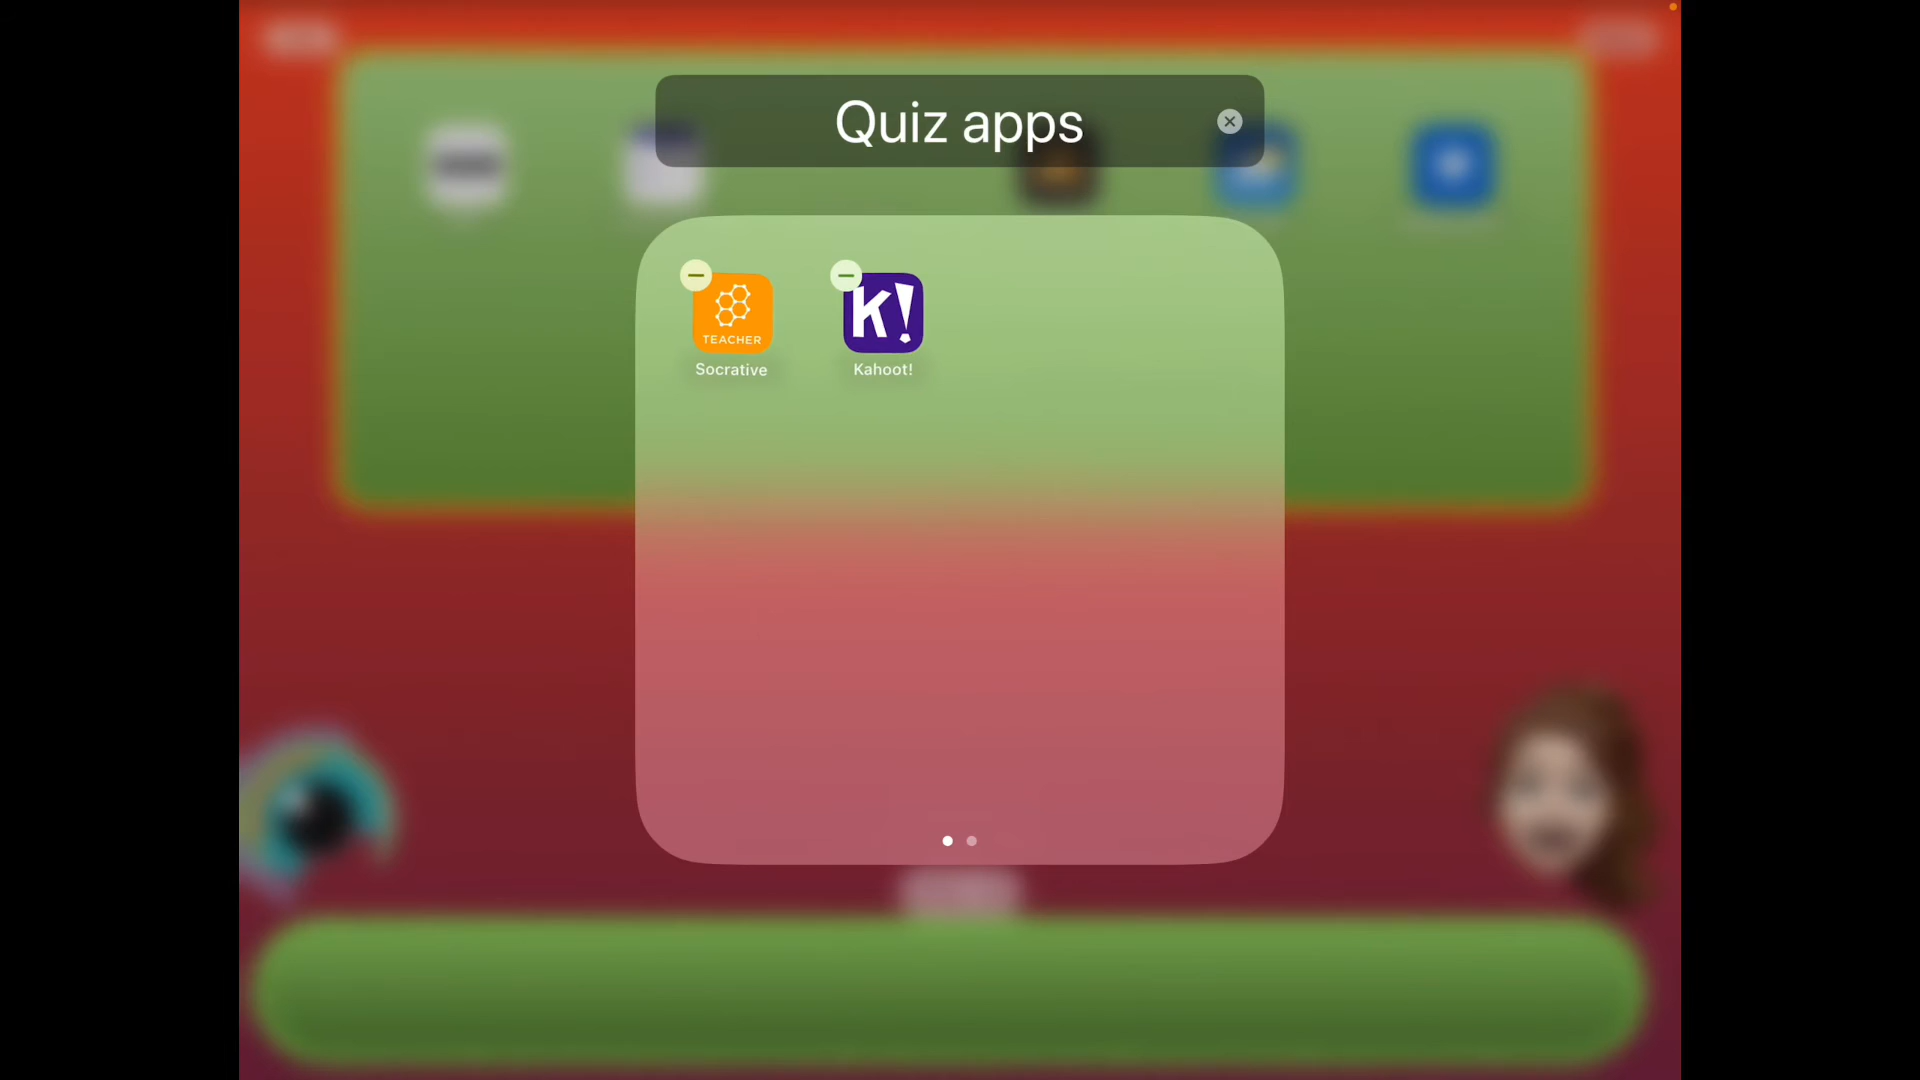 Quiz apps
TEACHER
K!
Socrative
Kahoot!